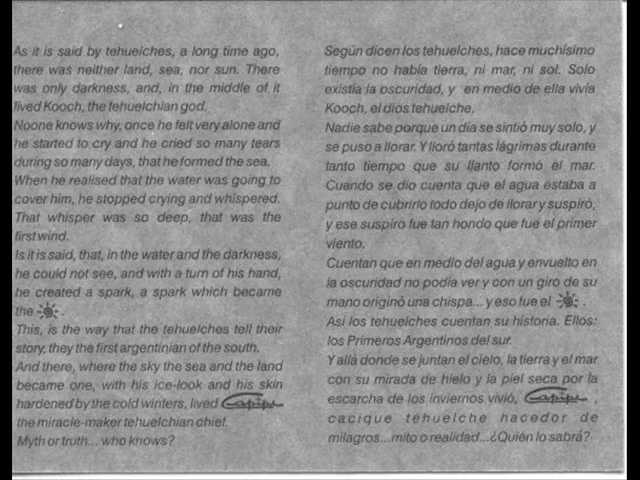 As it is said by tehuelches, a long time ago,
there was neither land, sea, nor sun. There
was only darkness, and, in the middle of it
lived Kooch, the tehuelchian god.
Noone knows why, once he felt very alone and
he started to cry and he cried so many tears
during so many days, that he formed the sea.
When he realised that the water was going to
cover him, he stopped crying and whispered.
That whisper was so deep, that was the
first wind.
Is it is said, that, in the water and the darkness,
he could not see, and with a turn of his hand,
he created a spark, a spark which became
the .
This, is the way that the tehuelches tell their
story, they the first argentinian of the south.
And there, where the sky the sea and the land
became one, with his ice-look and his skin
hardened by the cold winters, lived Capipe
the miracle-maker tehuelchian chief.
Myth or truth... who knows?
Según dicen los tehuelches, hace muchísimo
tiempo no había tierra, ni mar, ni sol. Solo
existía la oscuridad, y en medio de ella vivía
Kooch, el dios tehuelche.
Nadie sabe porque un día se sintió muy solo, y
se puso a llorar. Y lloró tantas lágrimas durante
tanto tiempo que su llanto formó el mar.
Cuando se dio cuenta que el agua estaba a
punto de cubrirlo todo dejo de llorar y suspiró,
y ese suspiro fue tan hondo que fue el primer
viento.
Cuentan que en medio del agua y envuelto en
la oscuridad no podía ver y con un giro de su
mano originó una chispa... y eso fue el .
Así los tehuelches cuentan su historia. Ellos:
los Primeros Argentinos del sur.
Y allá donde se juntan el cielo, la tierra y el mar
con su mirada de hielo y la piel seca por la
escarcha de los inviernos vivió, Capipe ,
cacique tehuelche hacedor de
milagros...mito o realidad...¿Quién lo sabrá?